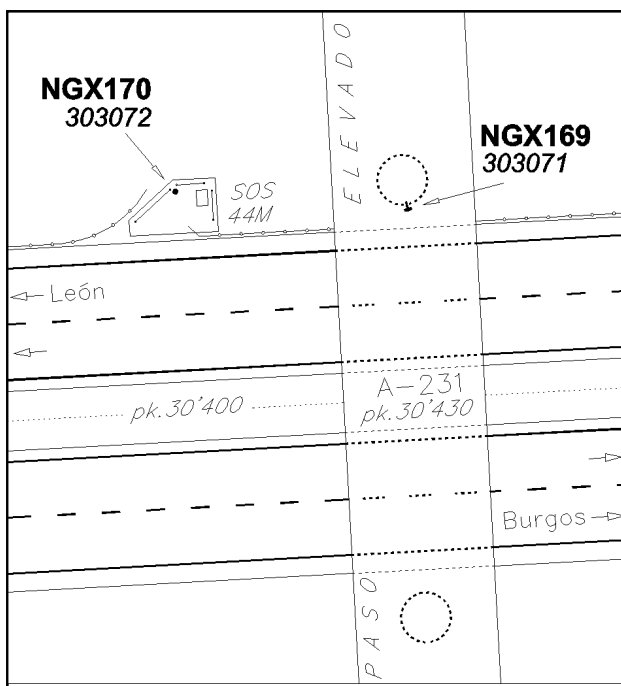 ELEVADO
NGX170
303072
NGX169
303071
SOS
44M
León
A-231
pk.30'400
pk.30'430
Burgos
PASO